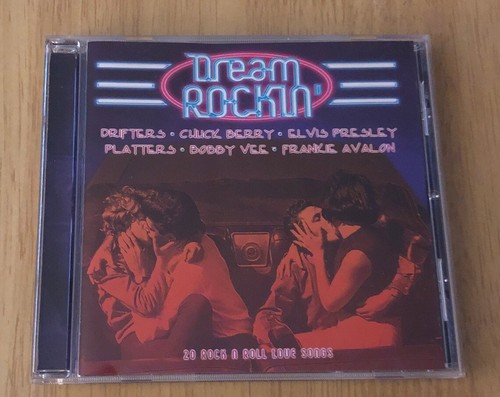 Dream
ROCKIN'
DRIFTERS • CHUCK BERRY • ELVIS PRESLEY
PLATTERS • BOBBY VEE • FRANKIE AVALON
20 ROCK N ROLL LOVE SONGS